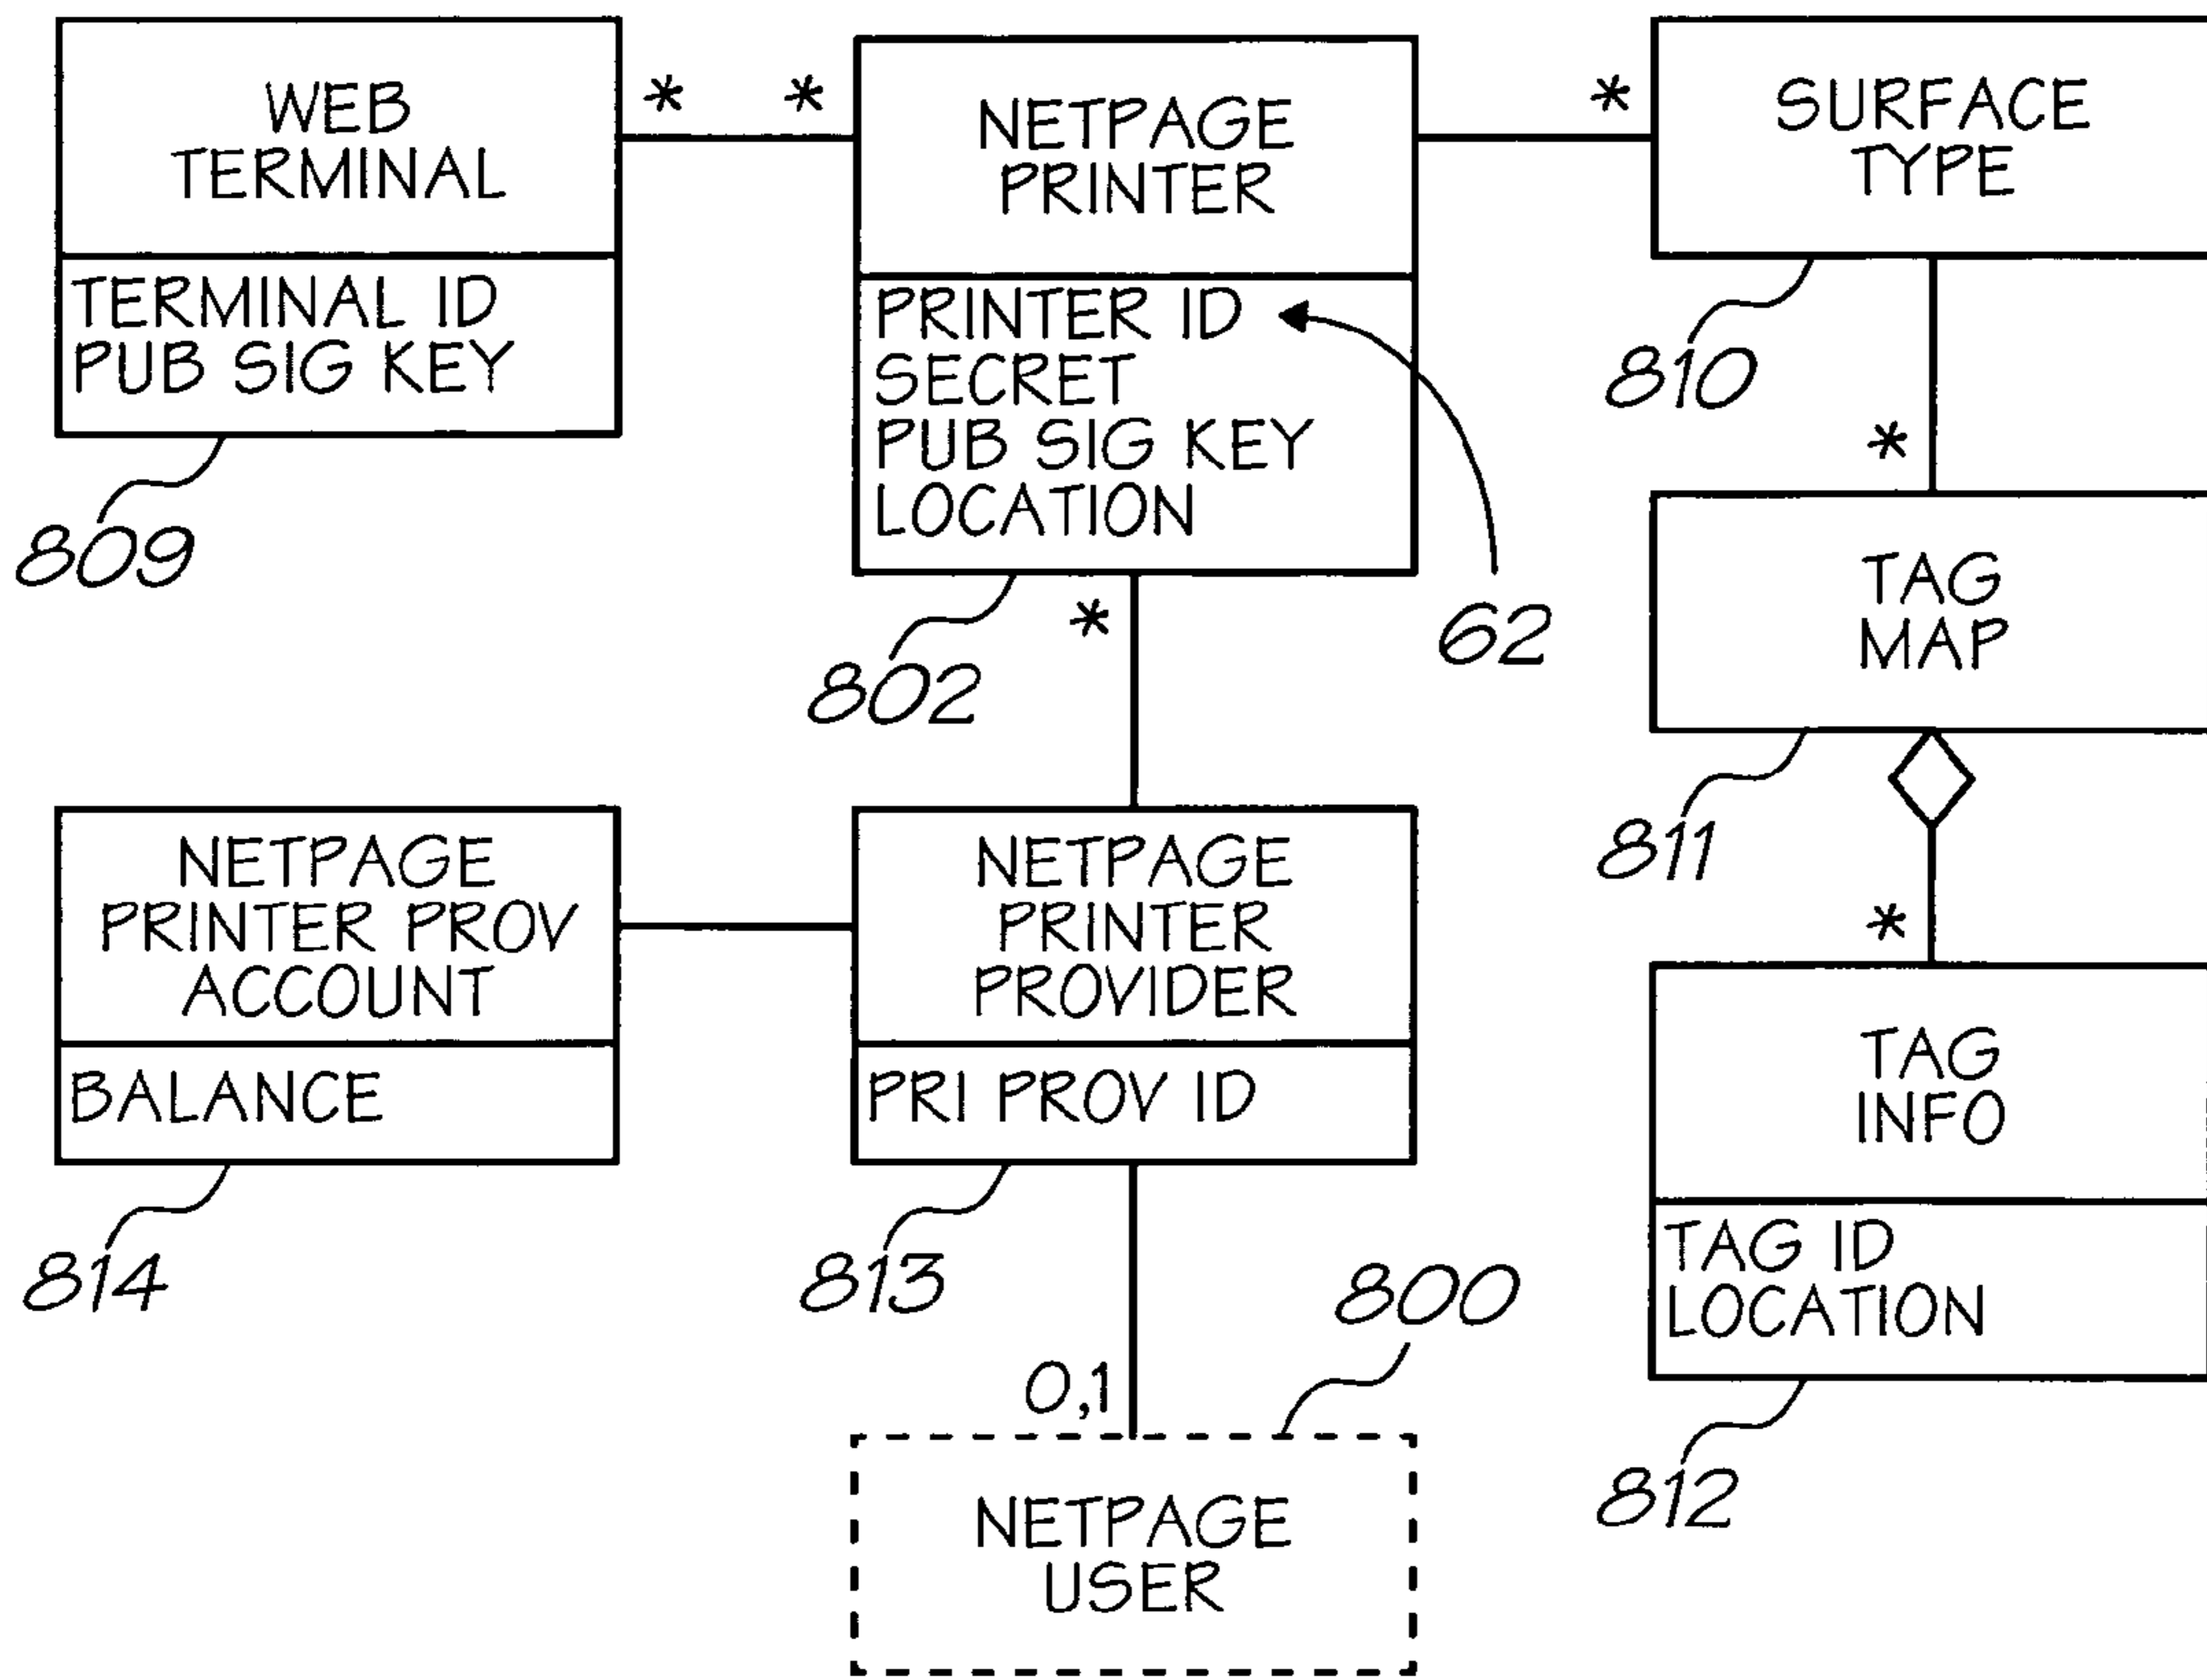 WEB
TERMINAL
TERMINAL ID
PUB SIG KEY
809
*
*
NETPAGE
PRINTER
PRINTER ID
SECRET
PUB SIG KEY
LOCATION
62
802
*
*
SURFACE
TYPE
810
*
TAG
MAP
811
*
TAG
INFO
TAG ID
LOCATION
812
NETPAGE
PRINTER PROV
ACCOUNT
BALANCE
814
NETPAGE
PRINTER
PROVIDER
PRI PROV ID
813
800
0,1
NETPAGE
USER